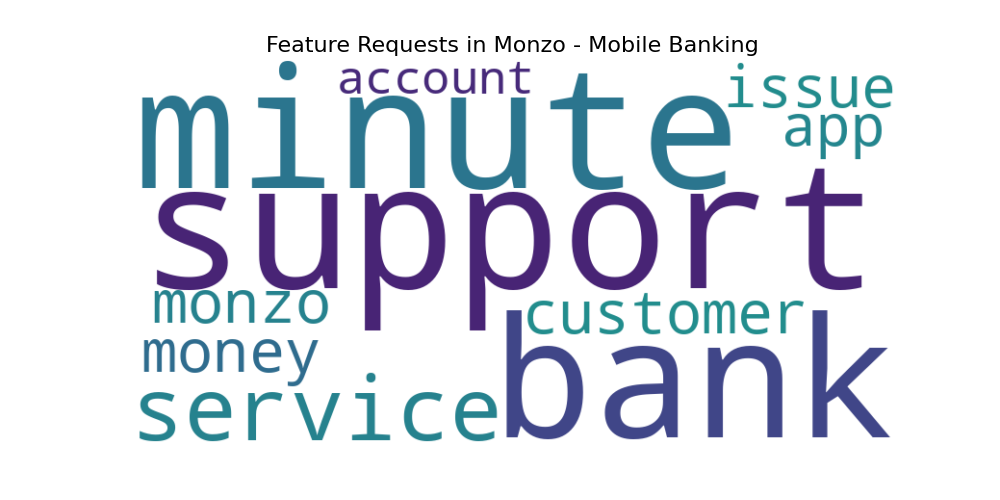 Feature Requests in Monzo - Mobile Banking
account
issue
minute
app
support
monzo
customer
money
bank
service